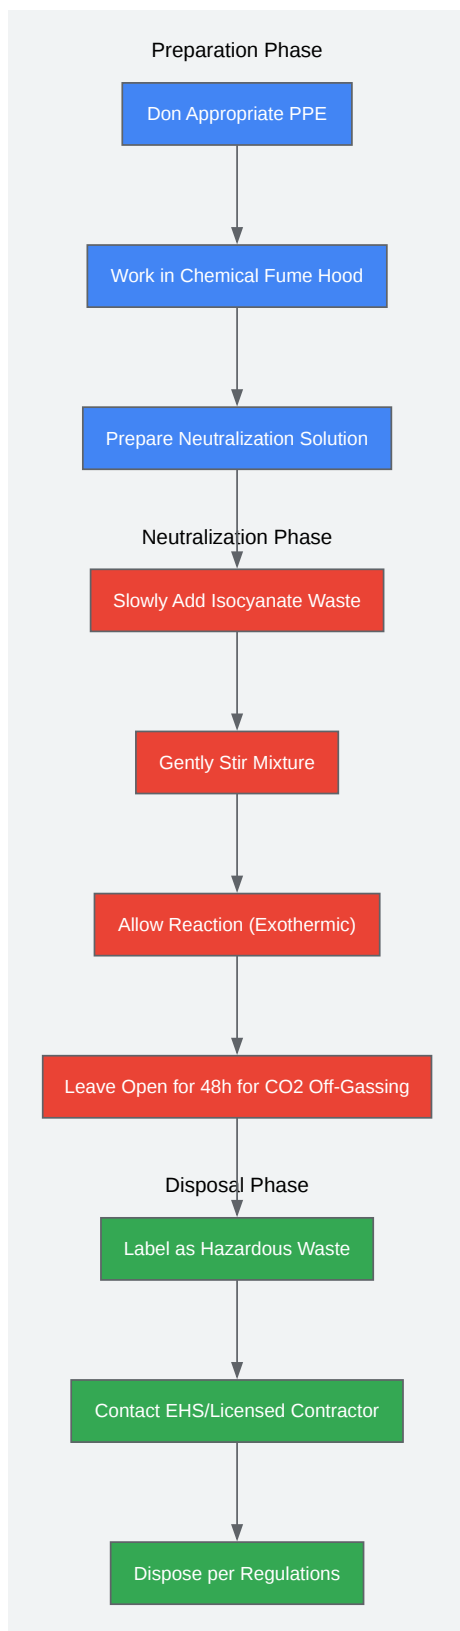 Preparation Phase
Don Appropriate PPE
Work in Chemical Fume Hood
Prepare Neutralization Solution
Neutralization Phase
Slowly Add Isocyanate Waste
Gently Stir Mixture
Allow Reaction (Exothermic)
Leave Open for 48h for CO2 Off-Gassing
Disposal Phase
Label as Hazardous Waste
Contact EHS/Licensed Contractor
Dispose per Regulations